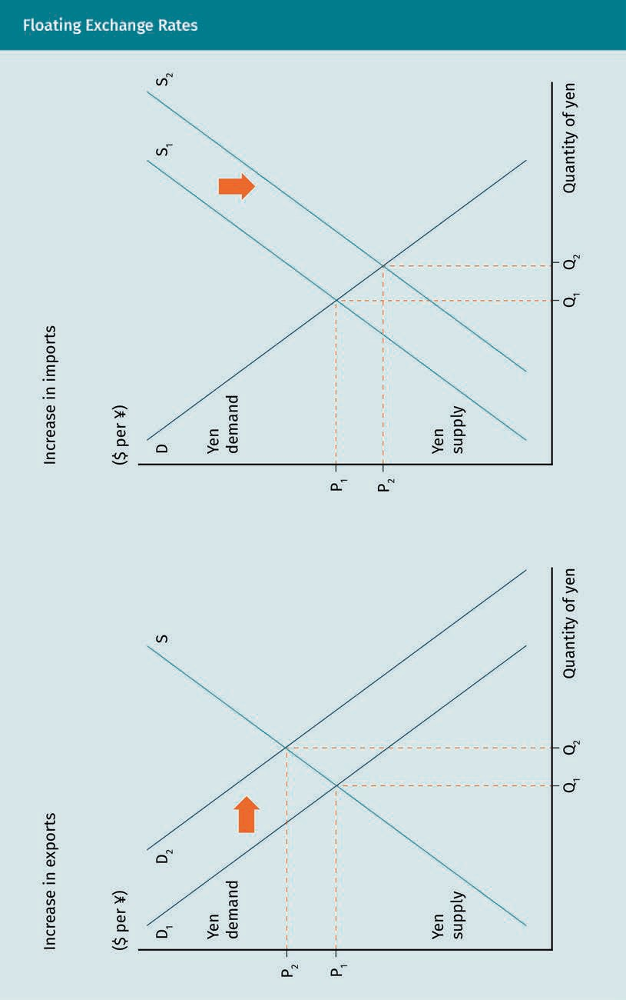 Floating Exchange Rates
Increase in exports
($ per ¥)
D₁
D₂
S
Yen
demand
P₂
P₁
Yen
supply
Q₁
Q₂
Quantity of yen
Increase in imports
($ per ¥)
D
S₁
S₂
Yen
demand
P₁
P₂
Yen
supply
Q₁
Q₂
Quantity of yen